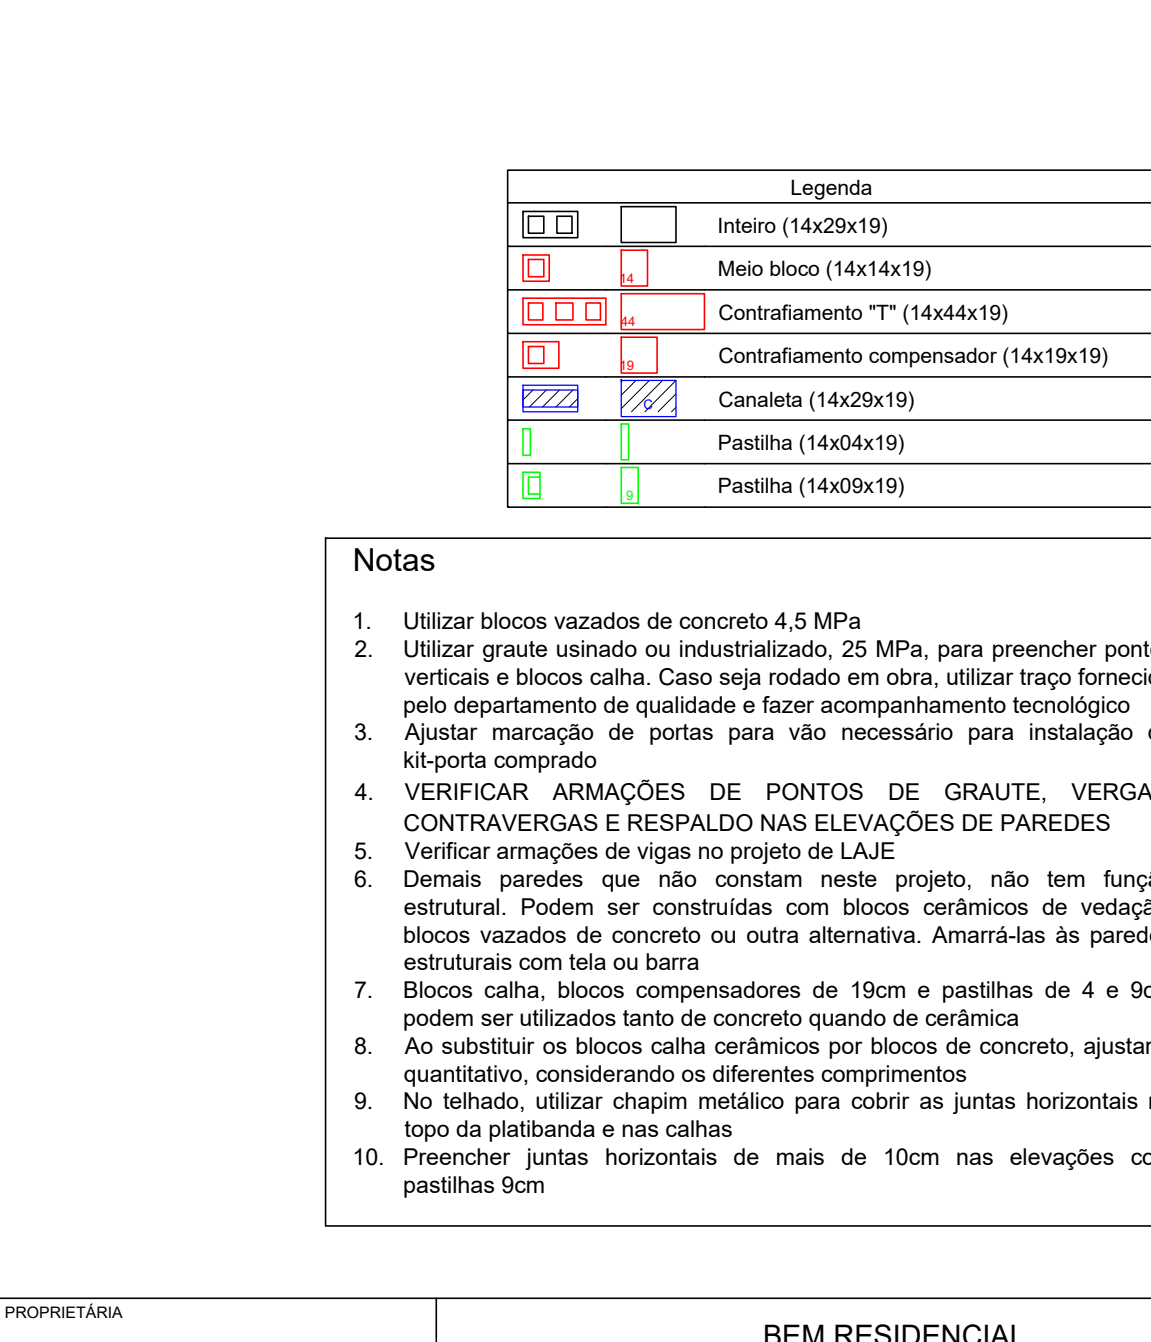 Legenda
Inteiro (14x29x19)
14 Meio bloco (14x14x19)
44 Contrafiamento "T" (14x44x19)
19 Contrafiamento compensador (14x19x19)
C Canaleta (14x29x19)
Pastilha (14x04x19)
9 Pastilha (14x09x19)
Notas
1. Utilizar blocos vazados de concreto 4,5 MPa
2. Utilizar graute usinado ou industrializado, 25 MPa, para preencher
verticais e blocos calha. Caso seja rodado em obra, utilizar traço
pelo departamento de qualidade e fazer acompanhamento tecnológico
3. Ajustar marcação de portas para vão necessário para instalação
kit-porta comprado
4. VERIFICAR ARMAÇÕES DE PONTOS DE GRAUTE,
CONTRAVERGAS E RESPALDO NAS ELEVAÇÕES DE PAREDES
5. Verificar armações de vigas no projeto de LAJE
6. Demais paredes que não constam neste projeto, não tem
estrutural. Podem ser construídas com blocos cerâmicos de
blocos vazados de concreto ou outra alternativa. Amarrá-las às
estruturais com tela ou barra
7. Blocos calha, blocos compensadores de 19cm e pastilhas de 4 e
podem ser utilizados tanto de concreto quando de cerâmica
8. Ao substituir os blocos calha cerâmicos por blocos de concreto,
quantitativo, considerando os diferentes comprimentos
9. No telhado, utilizar chapim metálico para cobrir as juntas horizontais
topo da platibanda e nas calhas
10. Preencher juntas horizontais de mais de 10cm nas elevações
pastilhas 9cm
PROPRIETÁRIA
BEM RESIDENCIAL